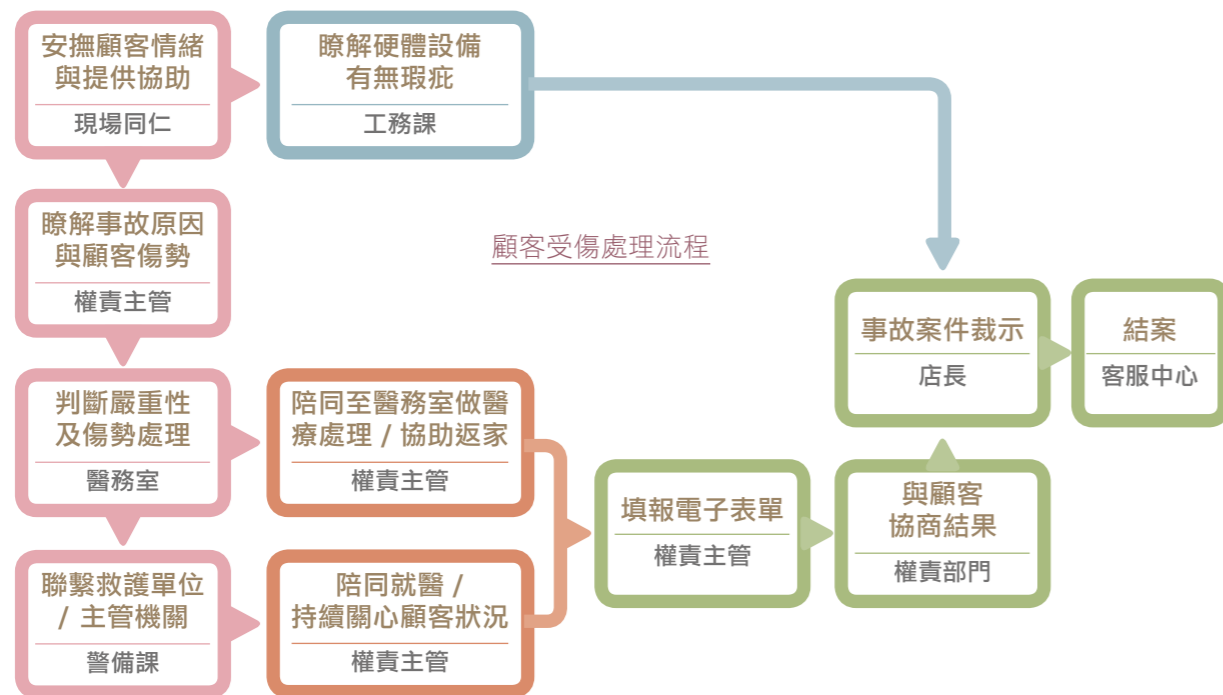 安撫顧客情緒
與提供協助
現場同仁
瞭解硬體設備
有無瑕疵
工務課
瞭解事故原因
與顧客傷勢
權責主管
顧客受傷處理流程
事故案件裁示
店長
結案
客服中心
判斷嚴重性
及傷勢處理
醫務室
陪同至醫務室做醫
療處理 / 協助返家
權責主管
填報電子表單
權責主管
與顧客
協商結果
權責部門
聯繫救護單位
/ 主管機關
警備課
陪同就醫 /
持續關心顧客狀況
權責主管